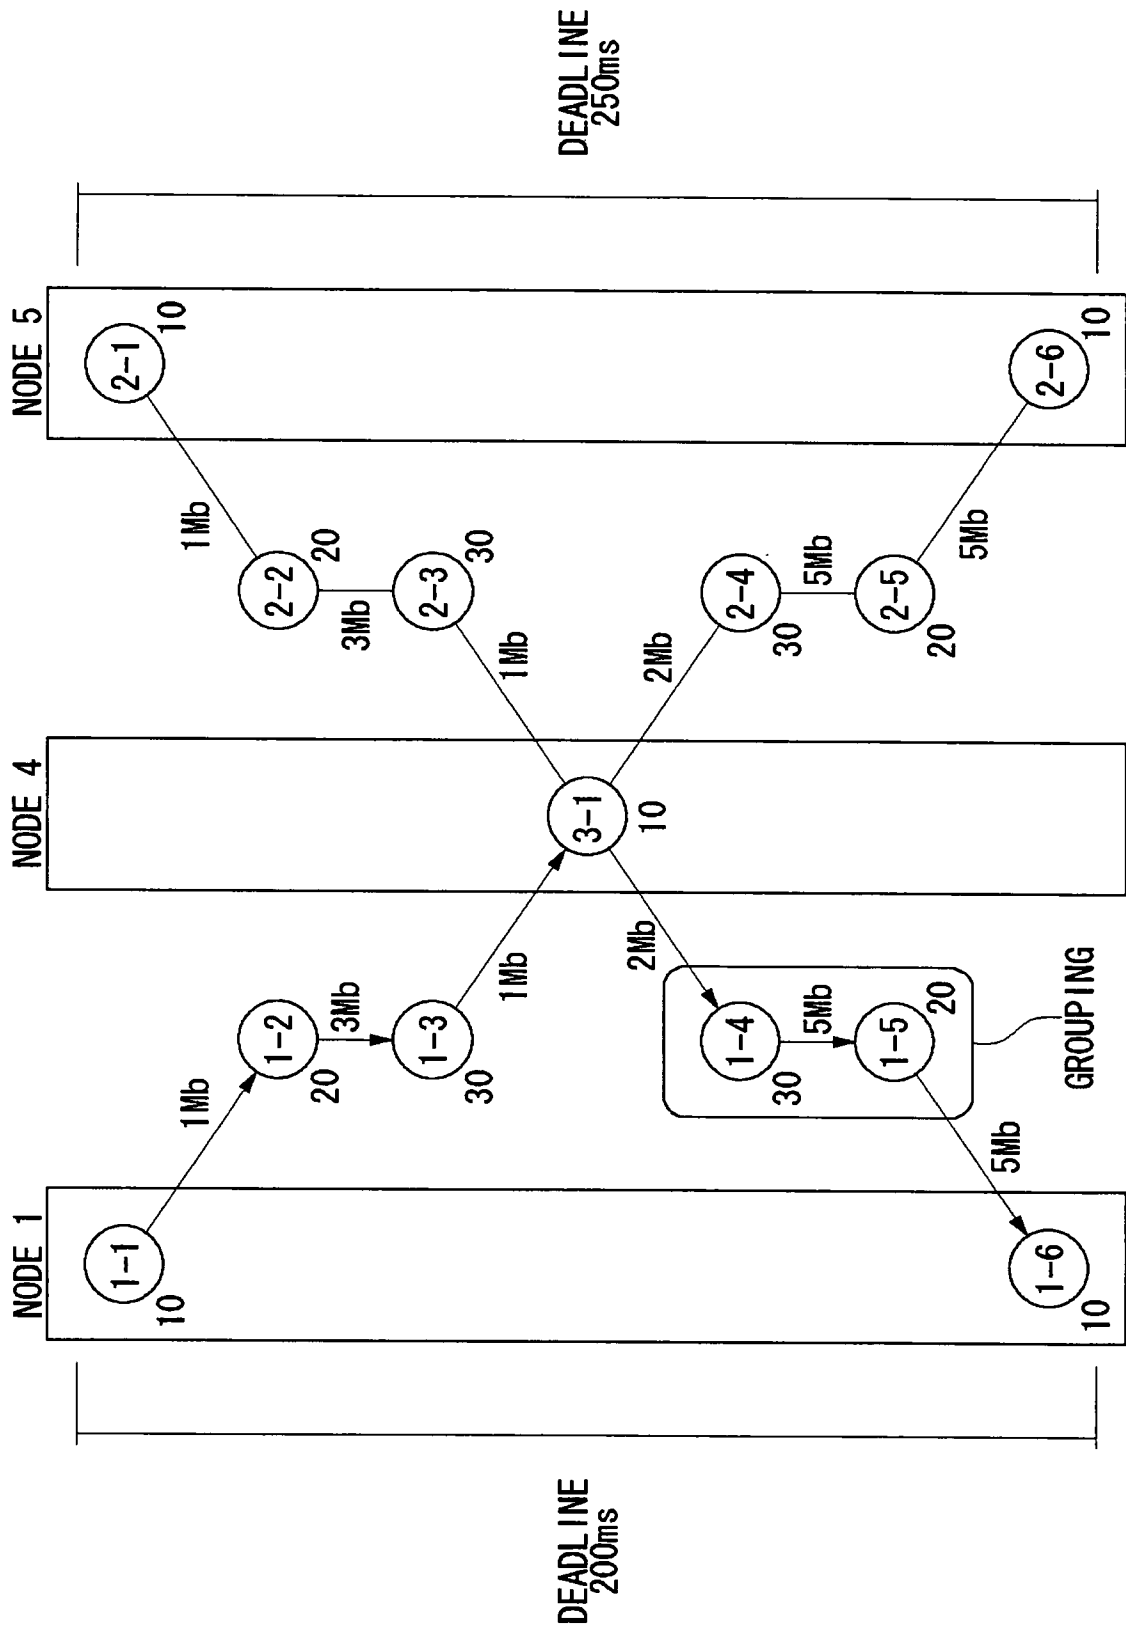 DEADLINE
200ms
NODE 1
NODE 4
NODE 5
DEADLINE
250ms
1-1
10
1Mb
1-2
20
3Mb
1-3
30
1Mb
3-1
10
2Mb
1-4
30
5Mb
1-5
20
5Mb
1-6
10
GROUPING
2-1
10
1Mb
2-2
20
3Mb
2-3
30
1Mb
2Mb
2-4
30
5Mb
2-5
20
5Mb
2-6
10